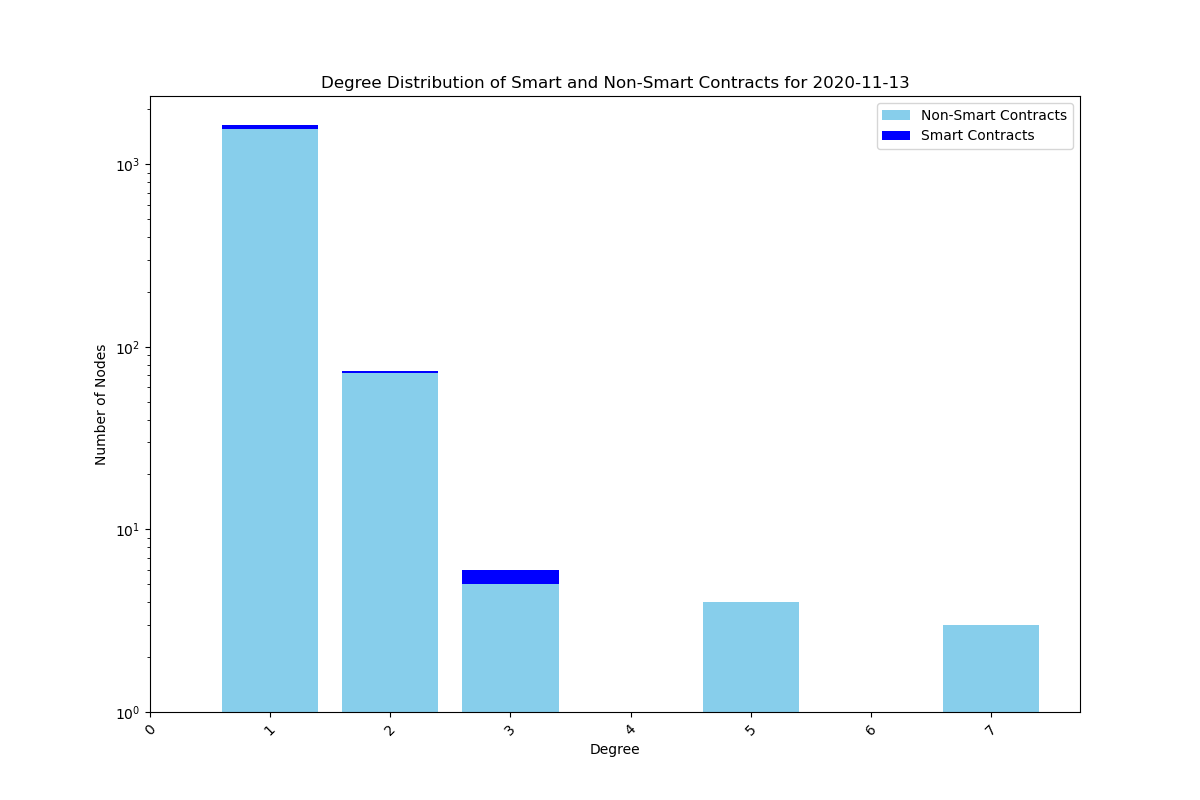 Degree Distribution of Smart and Non-Smart Contracts for 2020-11-13
Non-Smart Contracts
Smart Contracts
Number of Nodes
10³
10²
10¹
10⁰
0 1 2 3 4 5 6 7
Degree